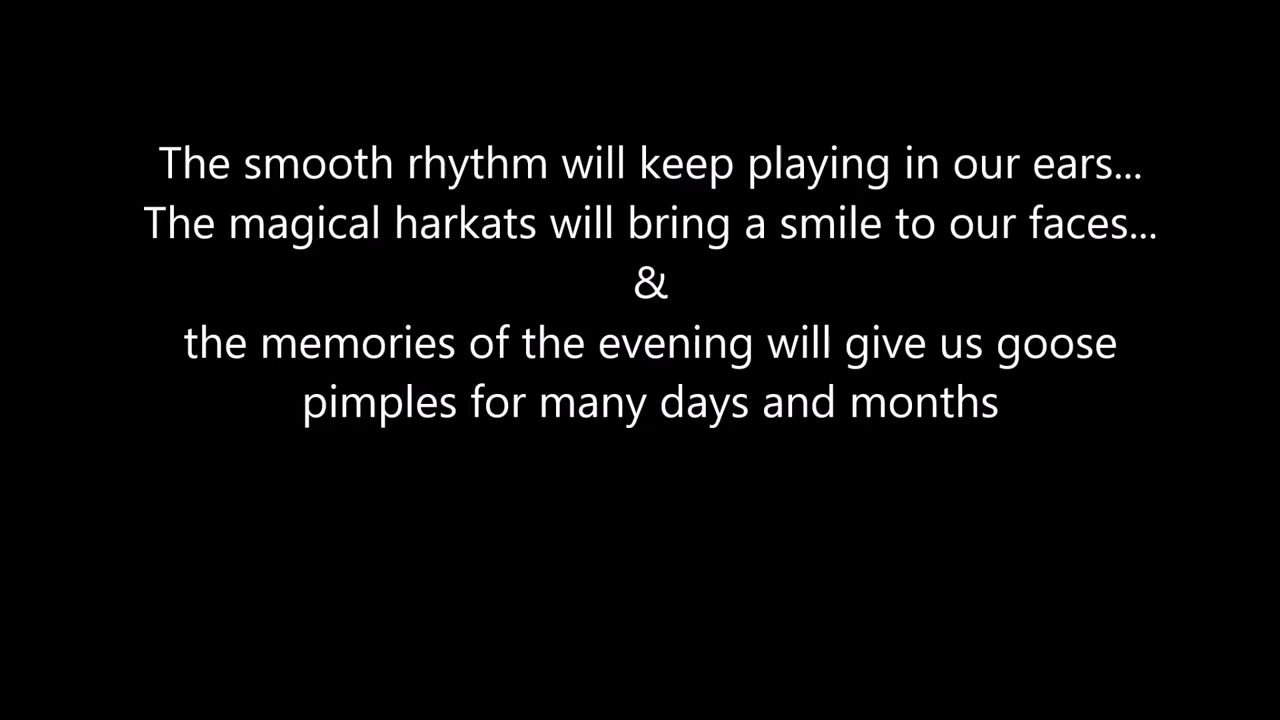 The smooth rhythm will keep playing in our ears...
The magical harkats will bring a smile to our faces...
&
the memories of the evening will give us goose
pimples for many days and months